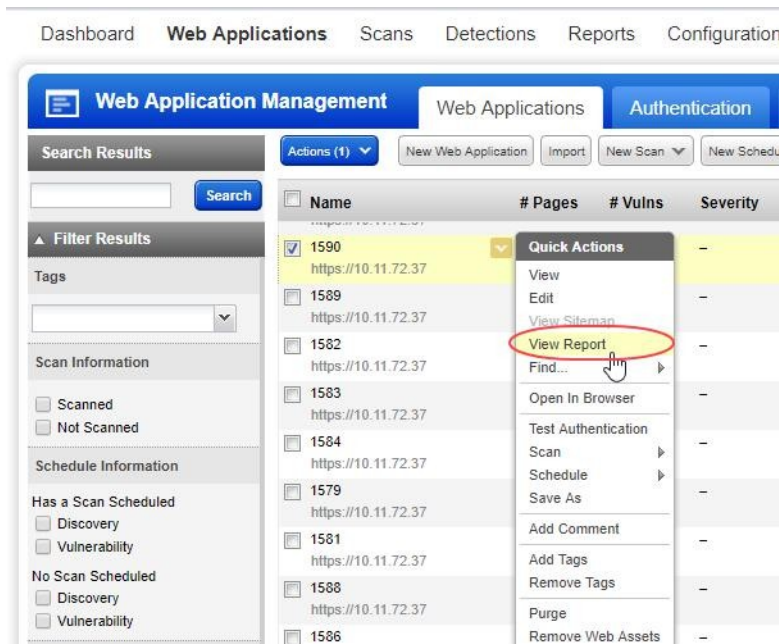 Dashboard Web Applications Scans Detections Reports Configuration
Web Application Management Web Applications Authentication
Search Results
Actions (1) New Web Application Import New Scan New Schedu
Search
Name # Pages # Vulns Severity
Filter Results
1590 Quick Actions –
https://10.11.72.37
View
Tags
1589 Edit –
https://10.11.72.37
View Sitemap
1582 View Report –
https://10.11.72.37
Find...
Scan Information
1583 Open In Browser –
https://10.11.72.37
Scanned
Not Scanned
Test Authentication
1584 Scan –
https://10.11.72.37
Schedule Information
Schedule
1579 Save As –
https://10.11.72.37
Has a Scan Scheduled
Discovery
Add Comment
1581 –
Vulnerability
https://10.11.72.37
Add Tags
No Scan Scheduled
1588 Remove Tags –
Discovery
https://10.11.72.37
Vulnerability
Purge
1586 Remove Web Assets –